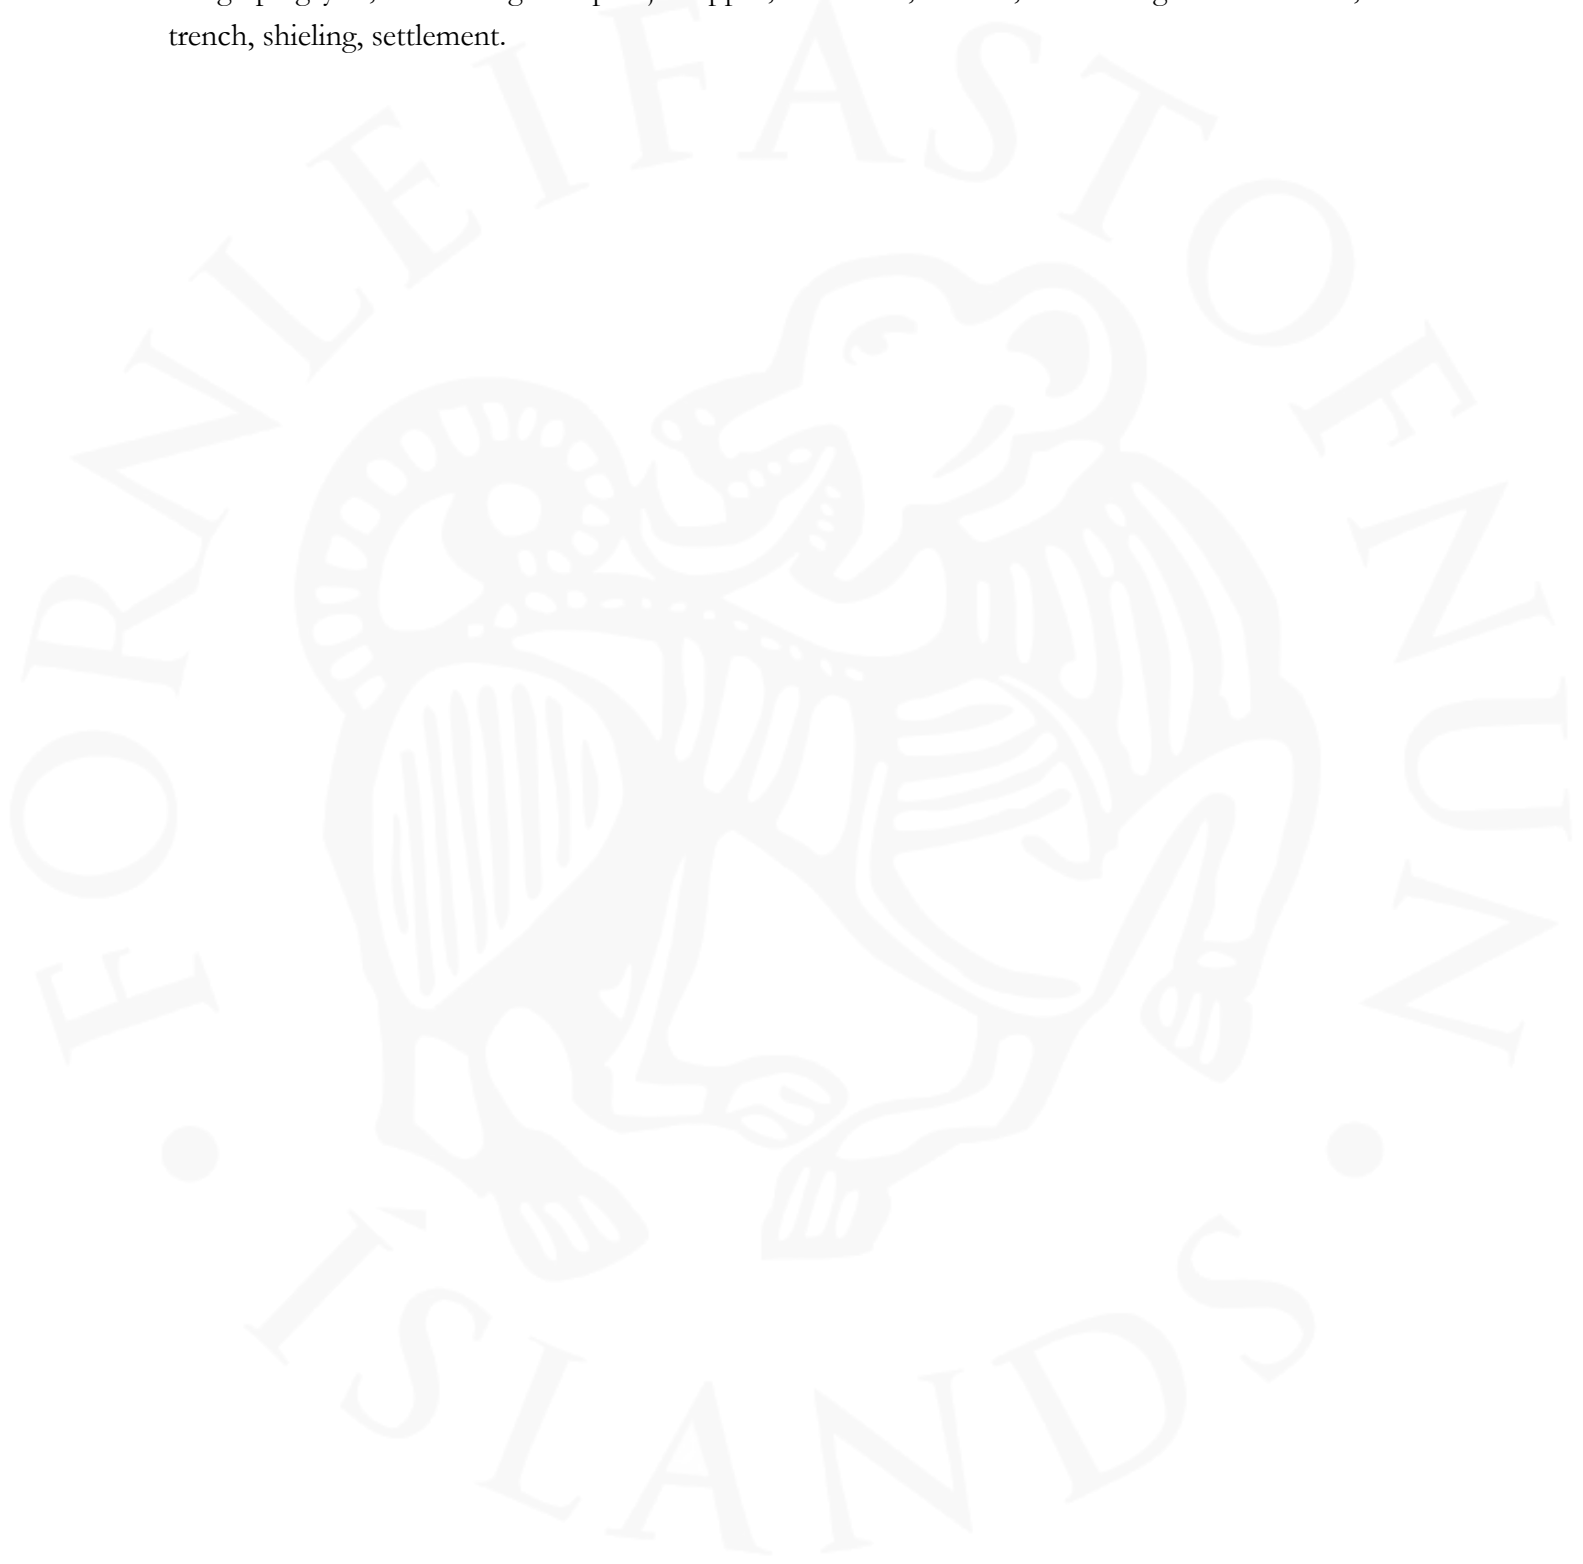 trench, shieling, settlement.
FORNLEIFASTOFNUN
• ÍSLANDS •